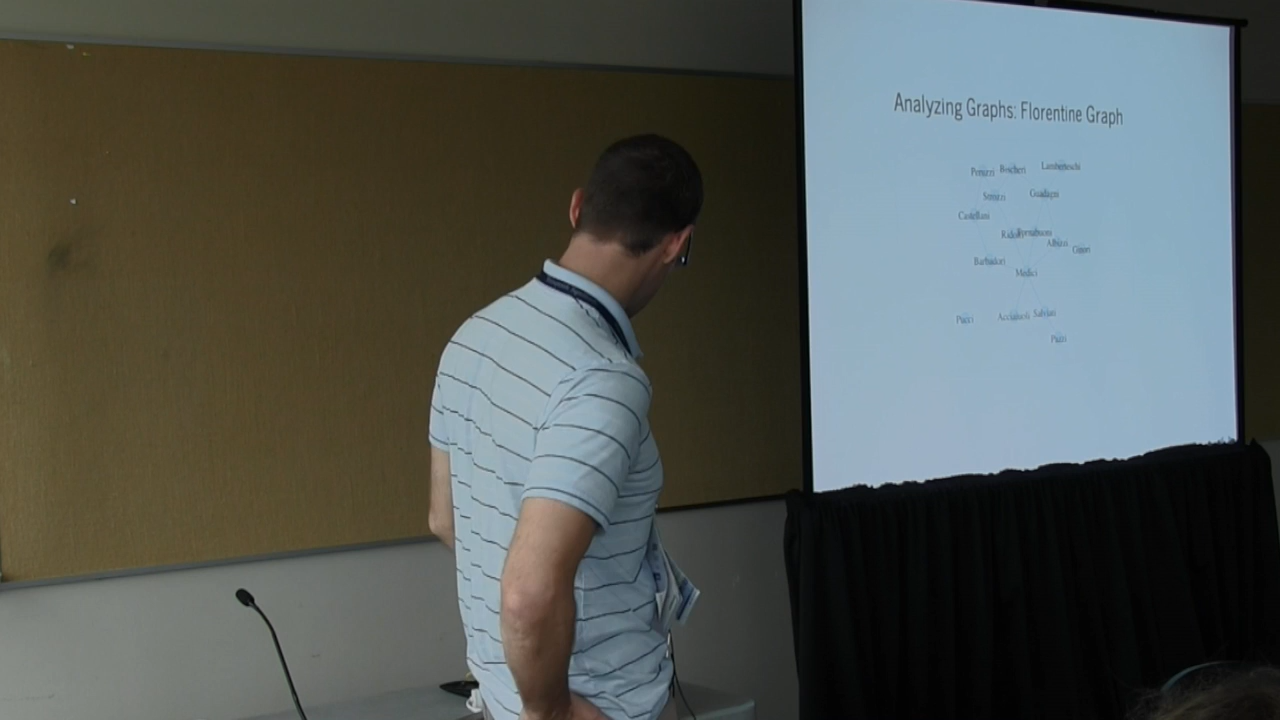 Analyzing Graphs: Florentine Graph
Peruzzi Bischeri Lamberteschi
Strozzi Guadagni
Castellani
Ridolfi Tornabuoni
Albizzi Ginori
Barbadori
Medici
Pucci Acciaiuoli Salviati
Pazzi